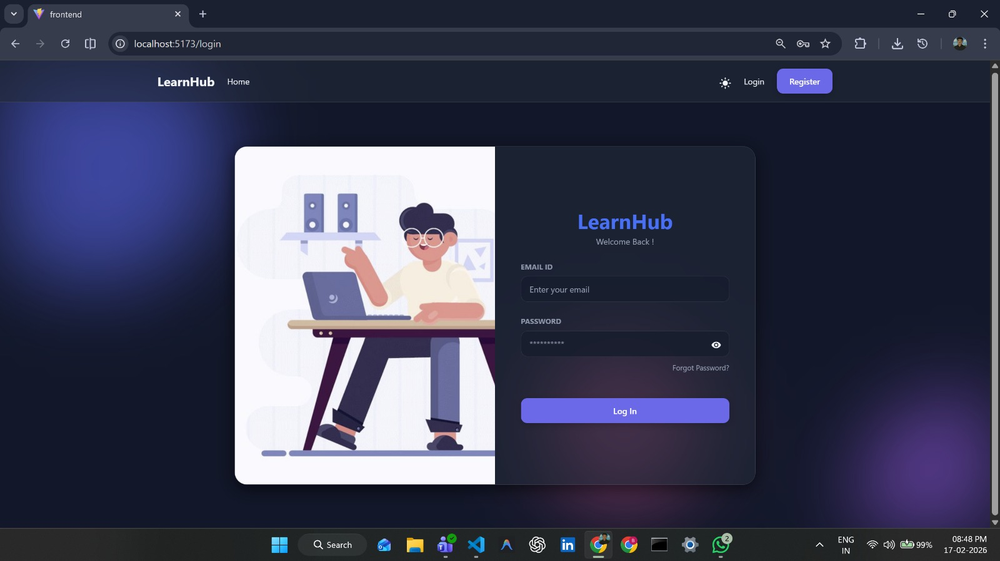 frontend
localhost:5173/login
LearnHub
Home
Login
Register
LearnHub
Welcome Back !
EMAIL ID
Enter your email
PASSWORD
**********
Forgot Password?
Log In
Search
2
ENG
IN
99%
08:48 PM
17-02-2026